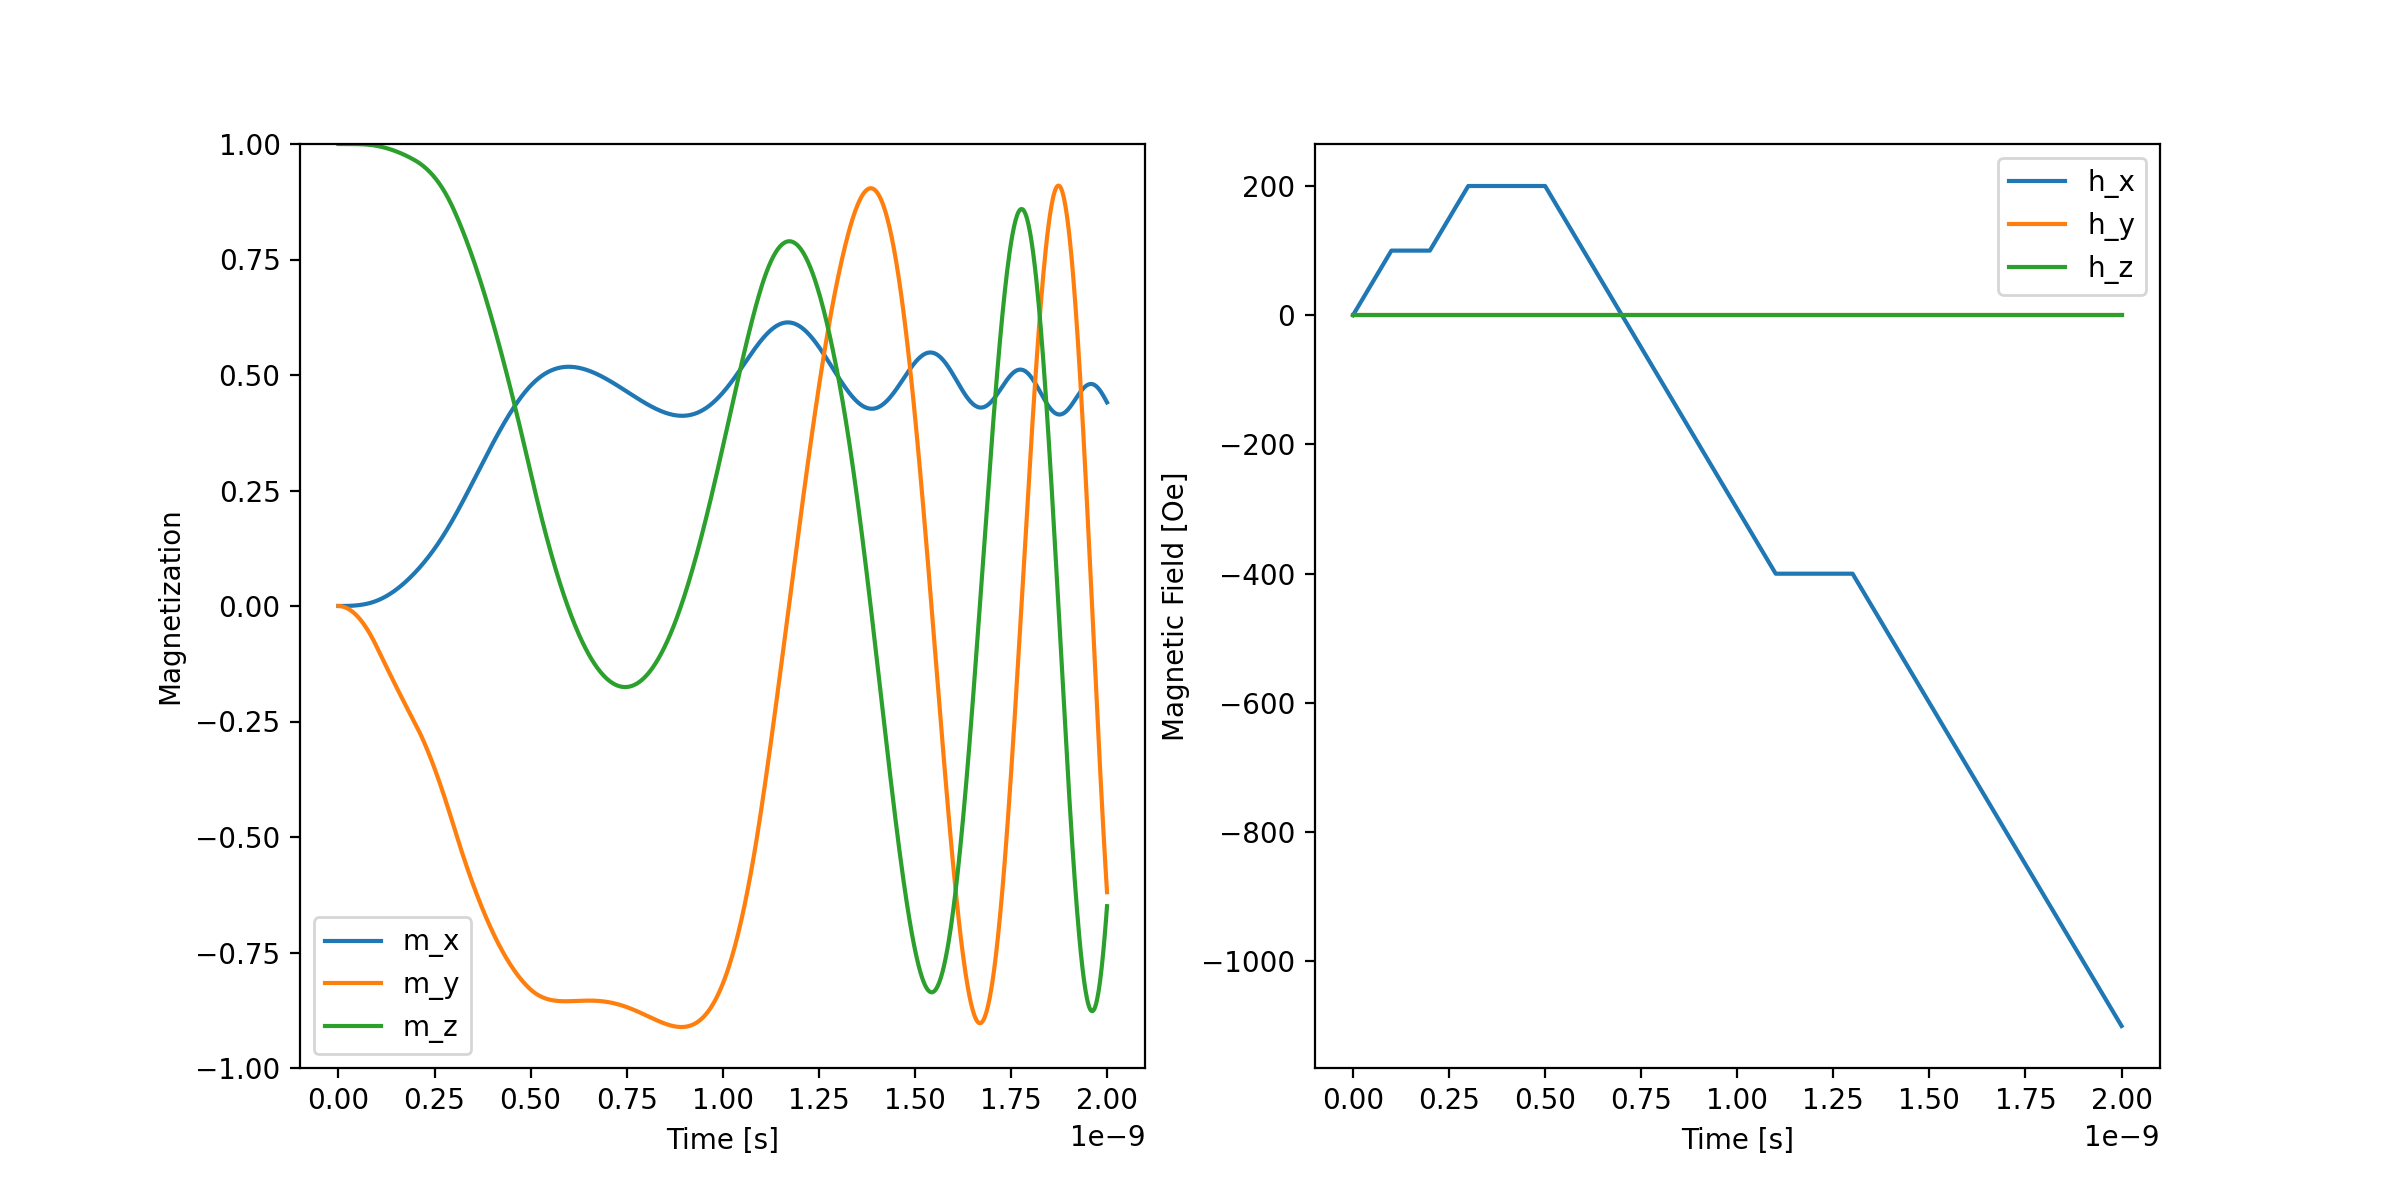 1.00
0.75
0.50
0.25
0.00
−0.25
−0.50
−0.75
−1.00
Magnetization
m_x
m_y
m_z
0.00 0.25 0.50 0.75 1.00 1.25 1.50 1.75 2.00
1e−9
Time [s]
200
0
−200
−400
−600
−800
−1000
Magnetic Field [Oe]
h_x
h_y
h_z
0.00 0.25 0.50 0.75 1.00 1.25 1.50 1.75 2.00
1e−9
Time [s]